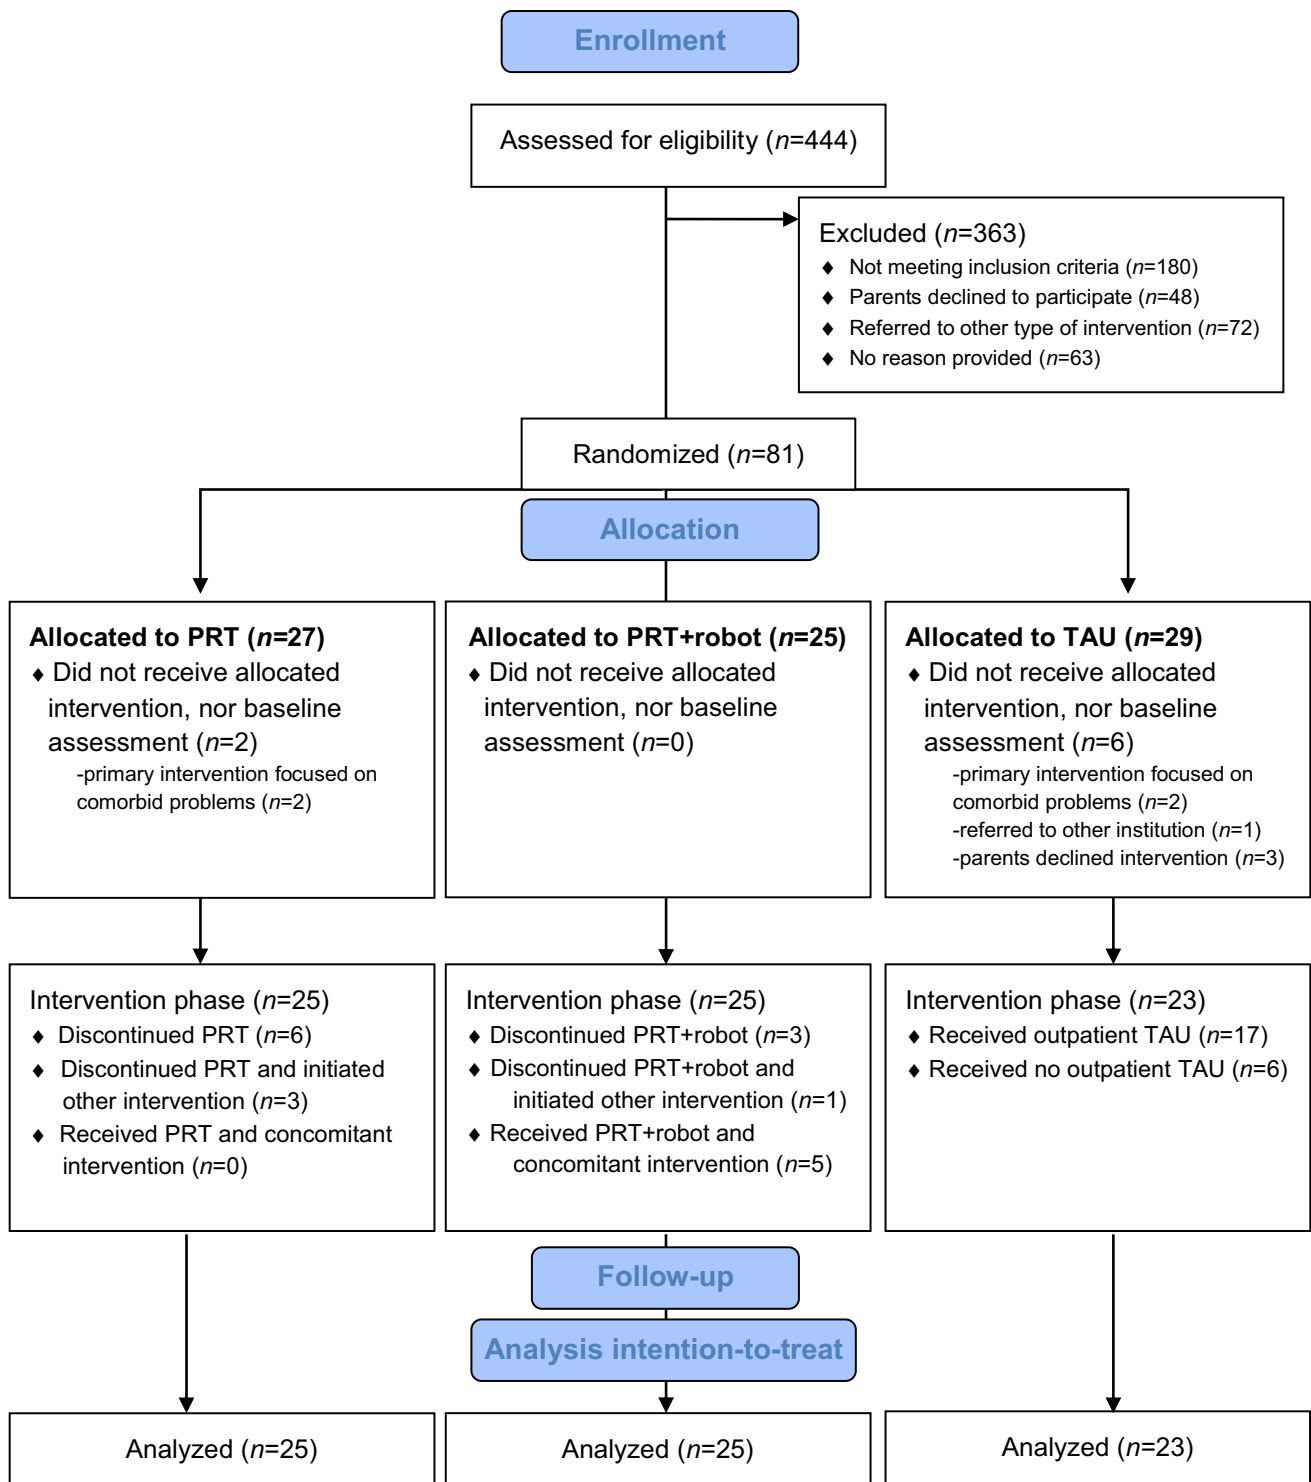 Enrollment
Assessed for eligibility (n=444)
Excluded (n=363)
♦ Not meeting inclusion criteria (n=180)
♦ Parents declined to participate (n=48)
♦ Referred to other type of intervention (n=72)
♦ No reason provided (n=63)
Randomized (n=81)
Allocation
Allocated to PRT (n=27)
♦ Did not receive allocated
intervention, nor baseline
assessment (n=2)
-primary intervention focused on
comorbid problems (n=2)
Allocated to PRT+robot (n=25)
♦ Did not receive allocated
intervention, nor baseline
assessment (n=0)
Allocated to TAU (n=29)
♦ Did not receive allocated
intervention, nor baseline
assessment (n=6)
-primary intervention focused on
comorbid problems (n=2)
-referred to other institution (n=1)
-parents declined intervention (n=3)
Intervention phase (n=25)
♦ Discontinued PRT (n=6)
♦ Discontinued PRT and initiated
other intervention (n=3)
♦ Received PRT and concomitant
intervention (n=0)
Intervention phase (n=25)
♦ Discontinued PRT+robot (n=3)
♦ Discontinued PRT+robot and
initiated other intervention (n=1)
♦ Received PRT+robot and
concomitant intervention (n=5)
Intervention phase (n=23)
♦ Received outpatient TAU (n=17)
♦ Received no outpatient TAU (n=6)
Follow-up
Analysis intention-to-treat
Analyzed (n=25)
Analyzed (n=25)
Analyzed (n=23)